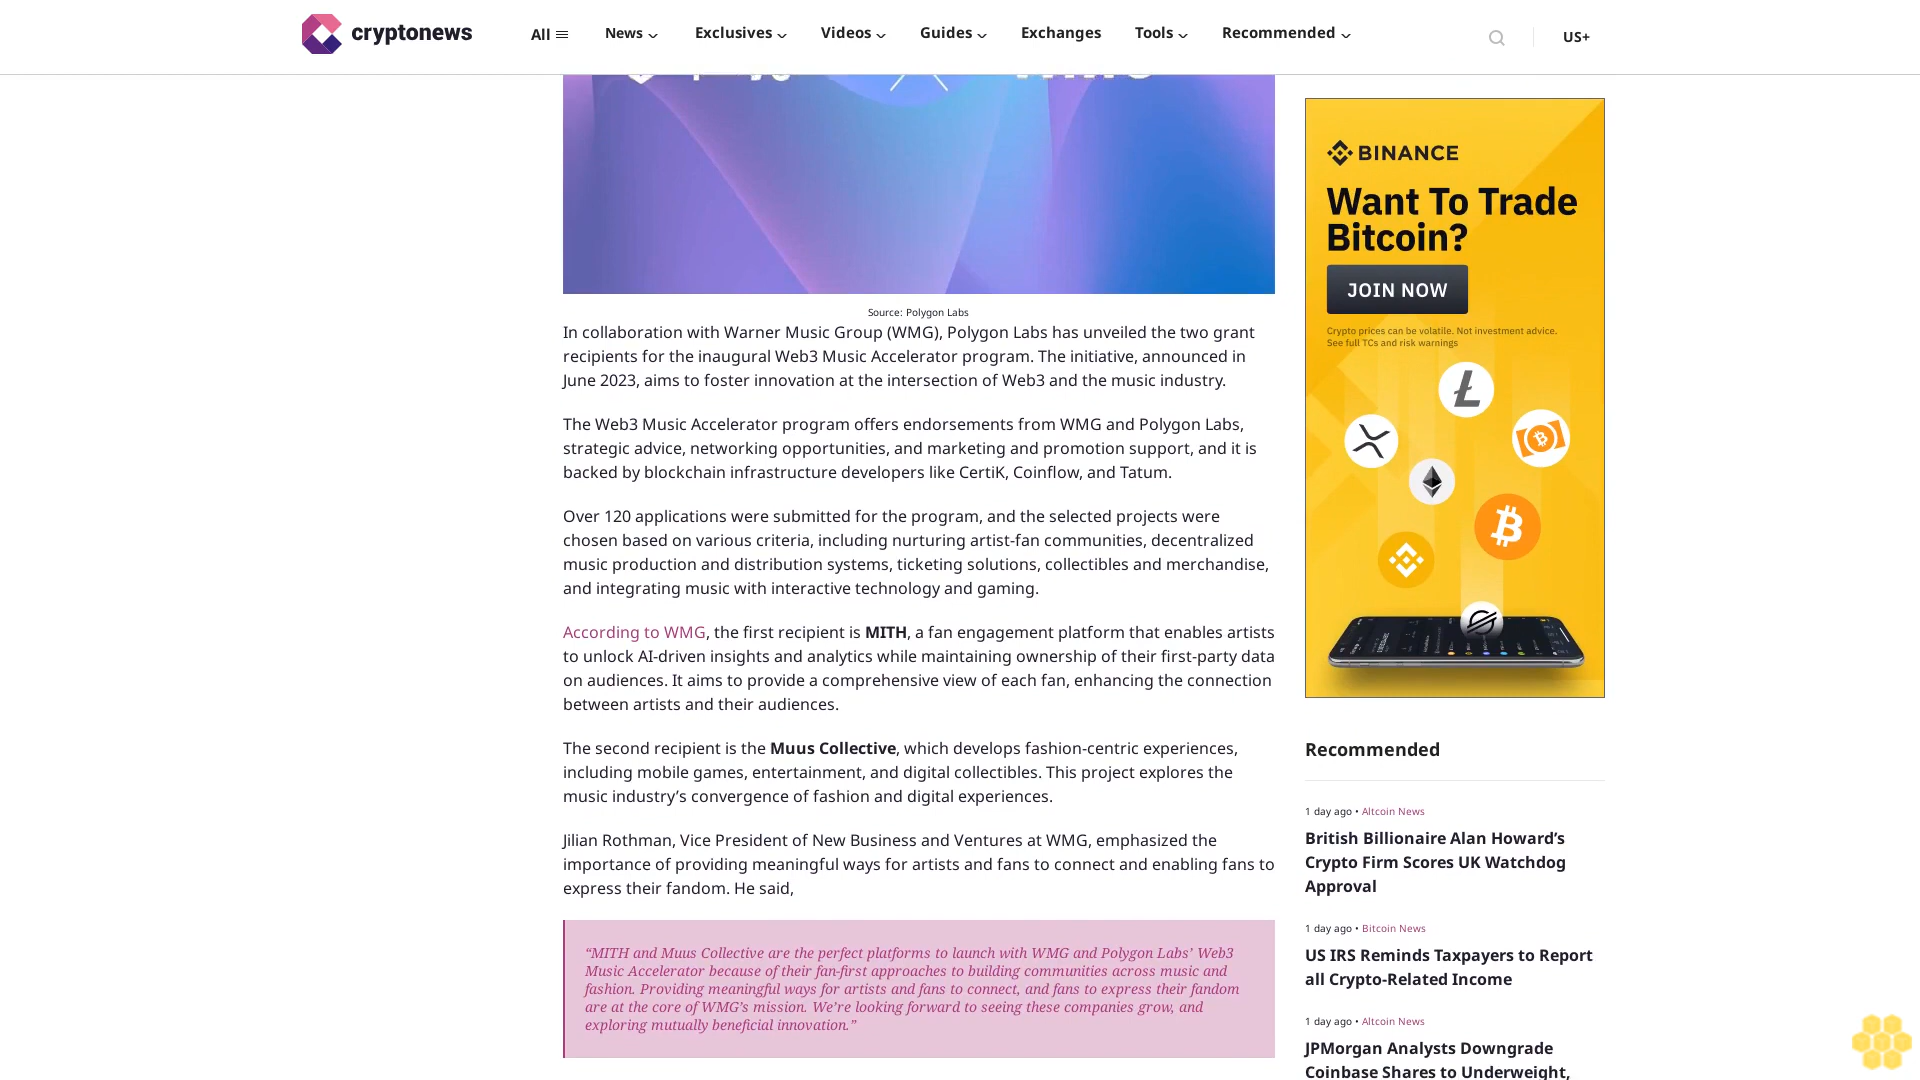 cryptonews
All
News
Exclusives
Videos
Guides
Exchanges
Tools
Recommended
US+
Source: Polygon Labs
In collaboration with Warner Music Group (WMG), Polygon Labs has unveiled the two grant
recipients for the inaugural Web3 Music Accelerator program. The initiative, announced in
June 2023, aims to foster innovation at the intersection of Web3 and the music industry.
The Web3 Music Accelerator program offers endorsements from WMG and Polygon Labs,
strategic advice, networking opportunities, and marketing and promotion support, and it is
backed by blockchain infrastructure developers like CertiK, Coinflow, and Tatum.
Over 120 applications were submitted for the program, and the selected projects were
chosen based on various criteria, including nurturing artist-fan communities, decentralized
music production and distribution systems, ticketing solutions, collectibles and merchandise,
and integrating music with interactive technology and gaming.
According to WMG, the first recipient is MITH, a fan engagement platform that enables artists
to unlock AI-driven insights and analytics while maintaining ownership of their first-party data
on audiences. It aims to provide a comprehensive view of each fan, enhancing the connection
between artists and their audiences.
The second recipient is the Muus Collective, which develops fashion-centric experiences,
including mobile games, entertainment, and digital collectibles. This project explores the
music industry’s convergence of fashion and digital experiences.
Jilian Rothman, Vice President of New Business and Ventures at WMG, emphasized the
importance of providing meaningful ways for artists and fans to connect and enabling fans to
express their fandom. He said,
“MITH and Muus Collective are the perfect platforms to launch with WMG and Polygon Labs’ Web3
Music Accelerator because of their fan-first approaches to building communities across music and
fashion. Providing meaningful ways for artists and fans to connect, and fans to express their fandom
are at the core of WMG’s mission. We’re looking forward to seeing these companies grow, and
exploring mutually beneficial innovation.”
BINANCE
Want To Trade
Bitcoin?
JOIN NOW
Crypto prices can be volatile. Not investment advice.
See full TCs and risk warnings
Recommended
1 day ago • Altcoin News
British Billionaire Alan Howard’s
Crypto Firm Scores UK Watchdog
Approval
1 day ago • Bitcoin News
US IRS Reminds Taxpayers to Report
all Crypto-Related Income
1 day ago • Altcoin News
JPMorgan Analysts Downgrade
Coinbase Shares to Underweight,